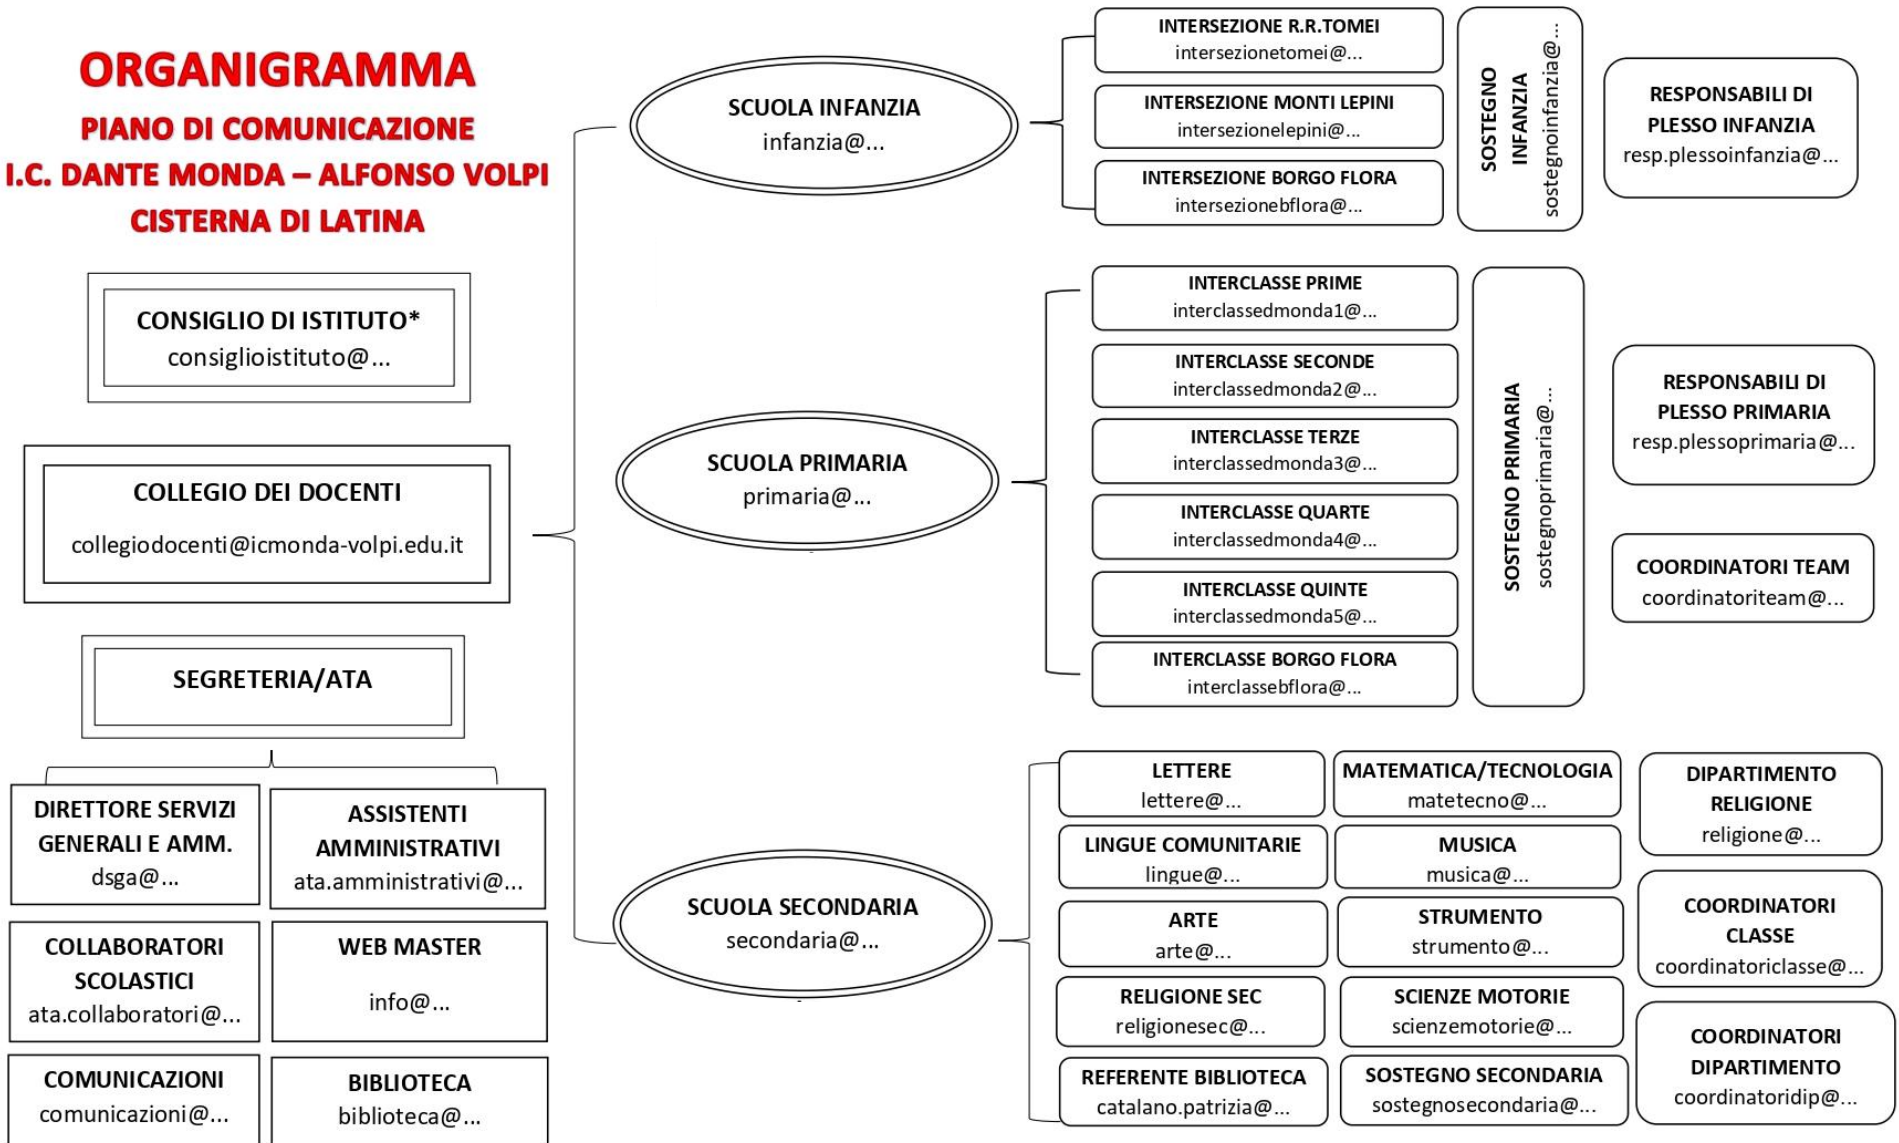 ORGANIGRAMMA
PIANO DI COMUNICAZIONE
I.C. DANTE MONDA – ALFONSO VOLPI
CISTERNA DI LATINA
CONSIGLIO DI ISTITUTO*
consiglioistituto@...
COLLEGIO DEI DOCENTI
collegiodocenti@icmonda-volpi.edu.it
SEGRETERIA/ATA
DIRETTORE SERVIZI
GENERALI E AMM.
dsga@...
ASSISTENTI
AMMINISTRATIVI
ata.amministrativi@...
COLLABORATORI
SCOLASTICI
ata.collaboratori@...
WEB MASTER
info@...
COMUNICAZIONI
comunicazioni@...
BIBLIOTECA
biblioteca@...
SCUOLA INFANZIA
infanzia@...
INTERSEZIONE R.R.TOMEI
intersezionetomei@...
INTERSEZIONE MONTI LEPINI
intersezionelepini@...
INTERSEZIONE BORGO FLORA
intersezionebflora@...
SOSTEGNO
INFANZIA
sostegnoinfanzia@...
RESPONSABILI DI
PLESSO INFANZIA
resp.plessoinfanzia@...
SCUOLA PRIMARIA
primaria@...
INTERCLASSE PRIME
interclassedmonda1@...
INTERCLASSE SECONDE
interclassedmonda2@...
INTERCLASSE TERZE
interclassedmonda3@...
INTERCLASSE QUARTE
interclassedmonda4@...
INTERCLASSE QUINTE
interclassedmonda5@...
INTERCLASSE BORGO FLORA
interclassebflora@...
SOSTEGNO PRIMARIA
sostegnoprimaria@...
RESPONSABILI DI
PLESSO PRIMARIA
resp.plessoprimaria@...
COORDINATORI TEAM
coordinatoriteam@...
SCUOLA SECONDARIA
secondaria@...
LETTERE
lettere@...
MATEMATICA/TECNOLOGIA
matetecno@...
LINGUE COMUNITARIE
lingue@...
MUSICA
musica@...
ARTE
arte@...
STRUMENTO
strumento@...
RELIGIONE SEC
religionesec@...
SCIENZE MOTORIE
scienzemotorie@...
REFERENTE BIBLIOTECA
catalano.patrizia@...
SOSTEGNO SECONDARIA
sostegnosecondaria@...
DIPARTIMENTO
RELIGIONE
religione@...
COORDINATORI
CLASSE
coordinatoriclasse@...
COORDINATORI
DIPARTIMENTO
coordinatoridip@...